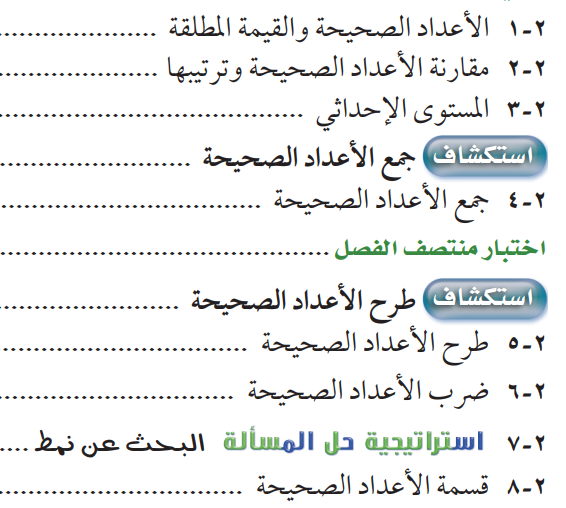 ٢-١ الأعداد الصحيحة والقيمة المطلقة ....................
٢-٢ مقارنة الأعداد الصحيحة وترتيبها ....................
٢-٣ المستوى الإحداثي ......................................
استكشاف جمع الأعداد الصحيحة ........................
٢-٤ جمع الأعداد الصحيحة .................................
اختبار منتصف الفصل ..........................................
استكشاف طرح الأعداد الصحيحة ........................
٢-٥ طرح الأعداد الصحيحة ................................
٢-٦ ضرب الأعداد الصحيحة ..............................
٢-٧ استراتيجية حل المسألة البحث عن نمط ....
٢-٨ قسمة الأعداد الصحيحة ...............................